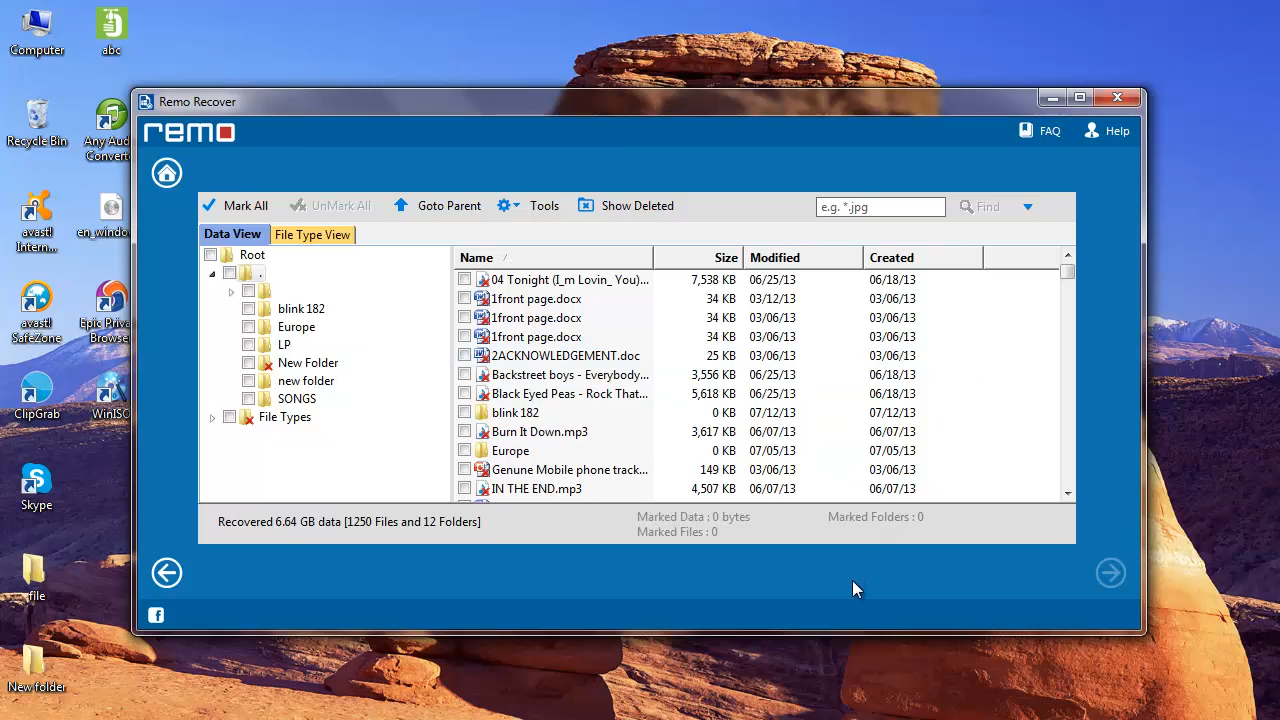 Computer
abc
Recycle Bin
Any Aud
Convert
avast!
Intern...
en_windo
avast!
SafeZone
Epic Priva
Browse
ClipGrab
WinISO
Skype
file
New folder
Remo Recover
remo
FAQ
Help
Mark All
UnMark All
Goto Parent
Tools
Show Deleted
e.g. *.jpg
Find
Data View
File Type View
Root
.
blink 182
Europe
LP
New Folder
new folder
SONGS
File Types
Name Size Modified Created
04 Tonight (I_m Lovin_ You)... 7,538 KB 06/25/13 06/18/13
1front page.docx 34 KB 03/12/13 03/06/13
1front page.docx 34 KB 03/06/13 03/06/13
1front page.docx 34 KB 03/06/13 03/06/13
2ACKNOWLEDGEMENT.doc 25 KB 03/06/13 03/06/13
Backstreet boys - Everybody... 3,556 KB 06/25/13 06/18/13
Black Eyed Peas - Rock That... 5,618 KB 06/25/13 06/18/13
blink 182 0 KB 07/12/13 07/12/13
Burn It Down.mp3 3,617 KB 06/07/13 06/07/13
Europe 0 KB 07/05/13 07/05/13
Genune Mobile phone track... 149 KB 03/06/13 03/06/13
IN THE END.mp3 4,507 KB 06/07/13 06/07/13
Recovered 6.64 GB data [1250 Files and 12 Folders]
Marked Data : 0 bytes
Marked Folders : 0
Marked Files : 0